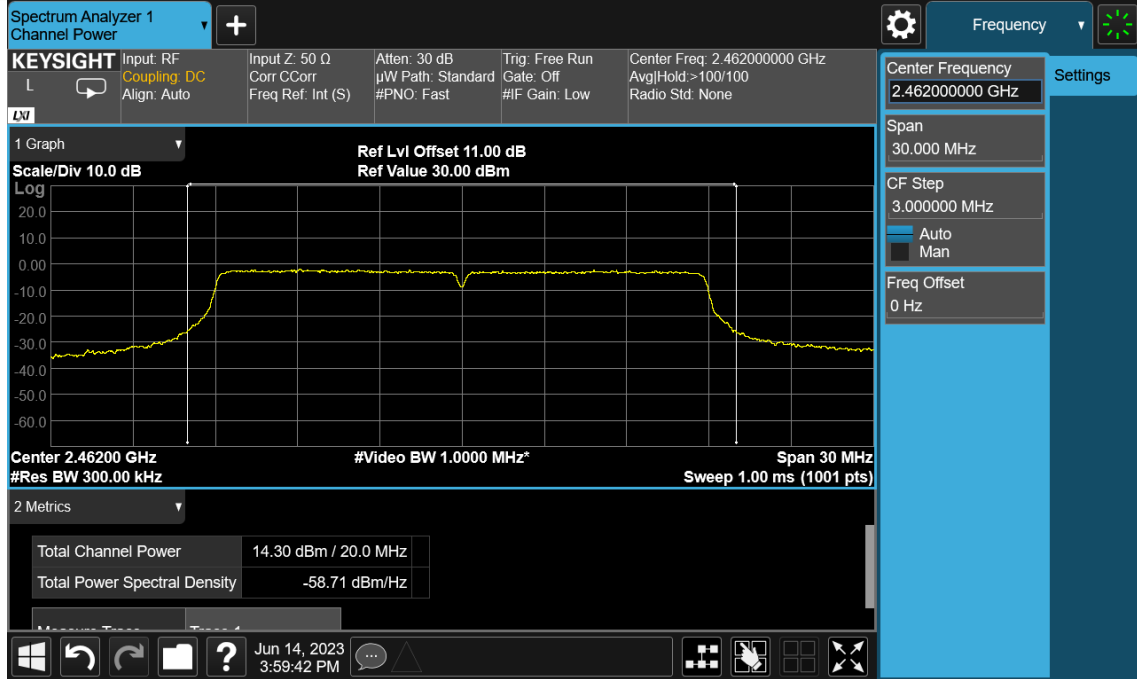 Spectrum Analyzer 1
Channel Power
Frequency
KEYSIGHT
L
LXI
Input: RF
Coupling: DC
Align: Auto
Input Z: 50 Ω
Corr CCorr
Freq Ref: Int (S)
Atten: 30 dB
µW Path: Standard
#PNO: Fast
Trig: Free Run
Gate: Off
#IF Gain: Low
Center Freq: 2.462000000 GHz
Avg|Hold:>100/100
Radio Std: None
Center Frequency
2.462000000 GHz
Settings
Span
30.000 MHz
CF Step
3.000000 MHz
Auto
Man
Freq Offset
0 Hz
1 Graph
Scale/Div 10.0 dB
Ref Lvl Offset 11.00 dB
Ref Value 30.00 dBm
Log
20.0
10.0
0.00
-10.0
-20.0
-30.0
-40.0
-50.0
-60.0
Center 2.46200 GHz
#Video BW 1.0000 MHz*
Span 30 MHz
#Res BW 300.00 kHz
Sweep 1.00 ms (1001 pts)
2 Metrics
Total Channel Power
14.30 dBm / 20.0 MHz
Total Power Spectral Density
-58.71 dBm/Hz
?
Jun 14, 2023
3:59:42 PM